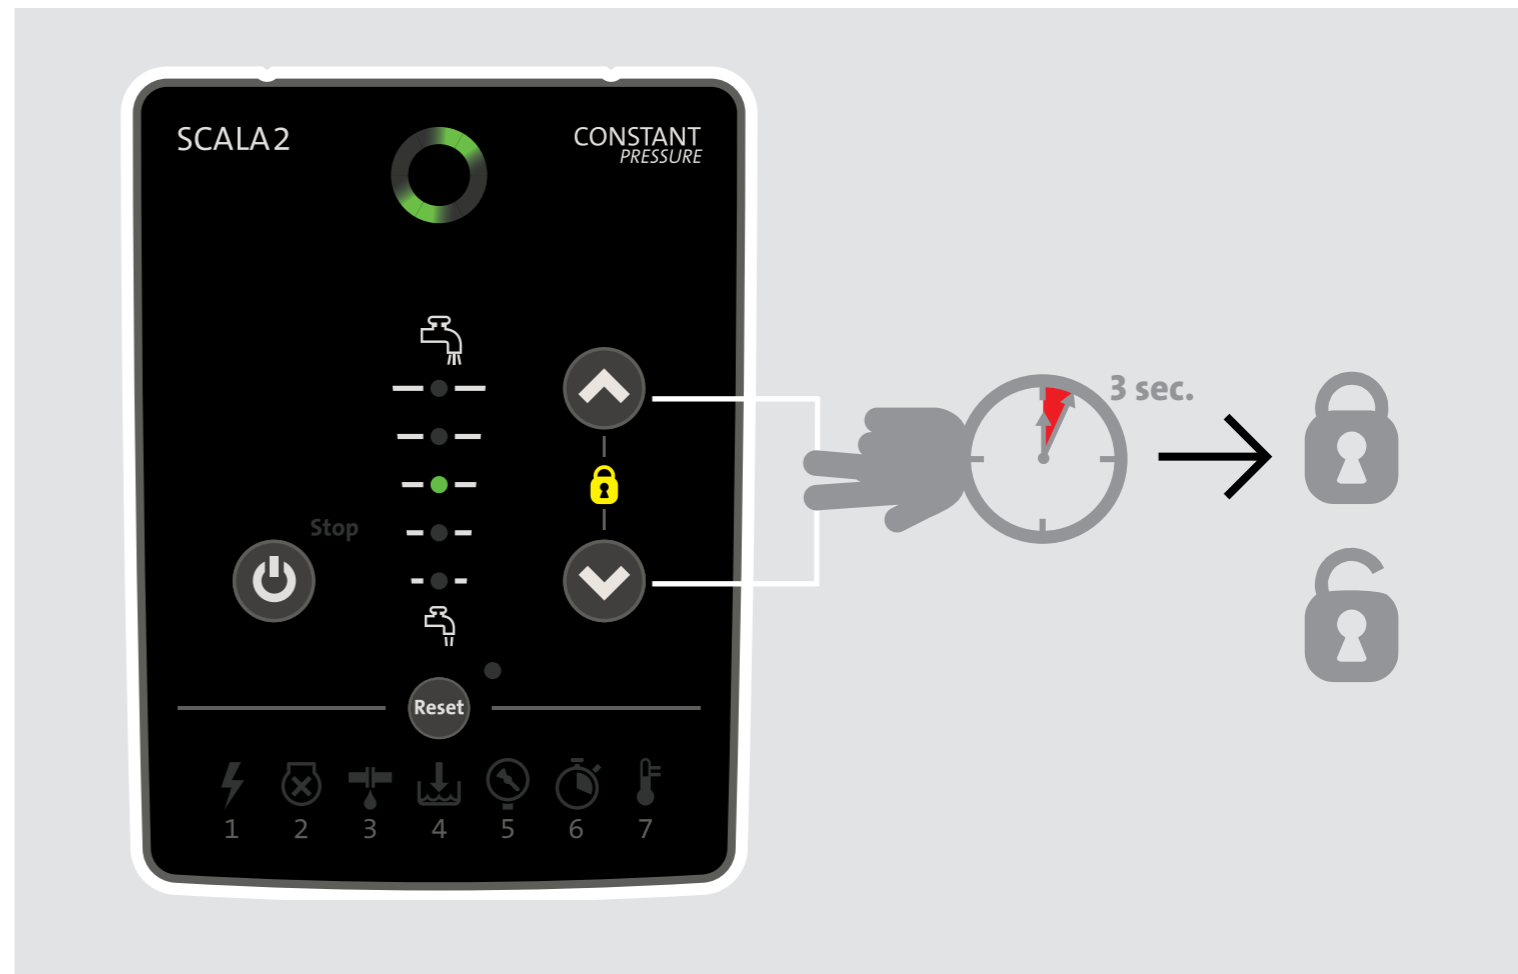 SCALA2
CONSTANT
PRESSURE
3 sec.
Stop
Reset
1 2 3 4 5 6 7